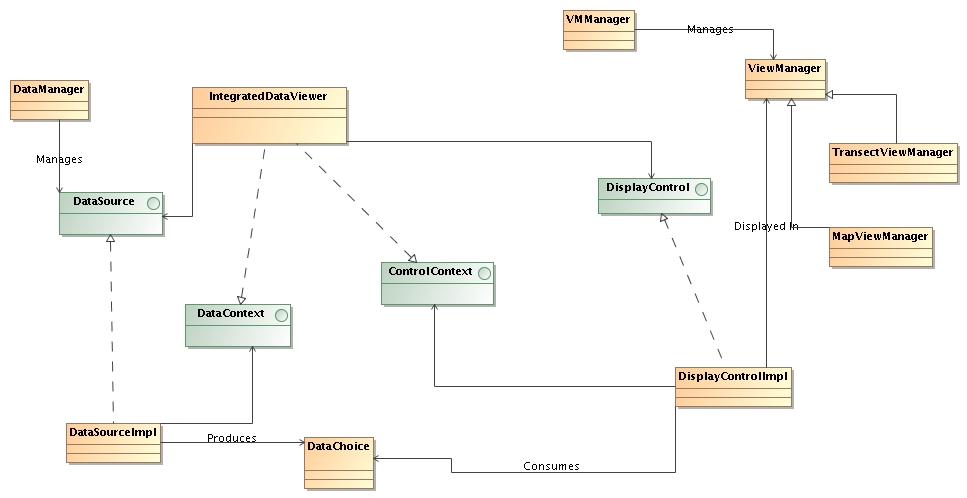 VMManager
Manages
ViewManager
DataManager
IntegratedDataViewer
TransectViewManager
Manages
DisplayControl
DataSource
Displayed In
MapViewManager
ControlContext
DataContext
DisplayControlImpl
DataSourceImpl
Produces
DataChoice
Consumes